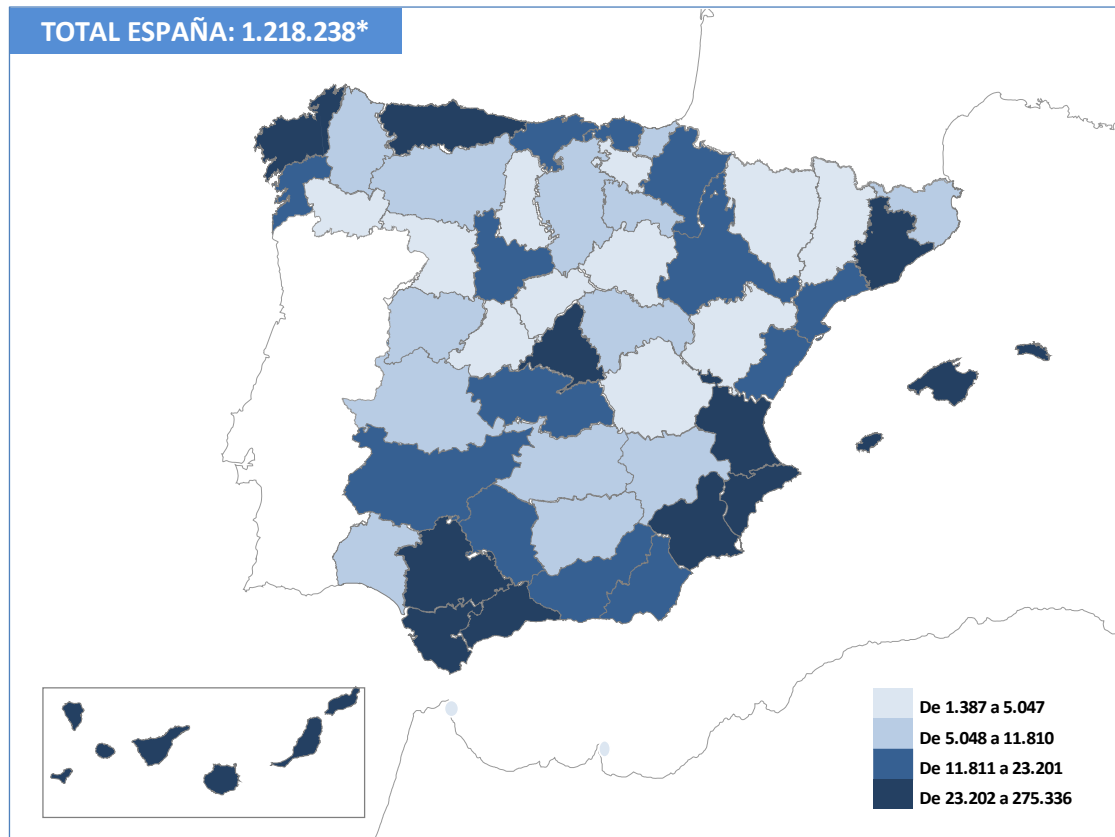 TOTAL ESPAÑA: 1.218.238*
De 1.387 a 5.047
De 5.048 a 11.810
De 11.811 a 23.201
De 23.202 a 275.336